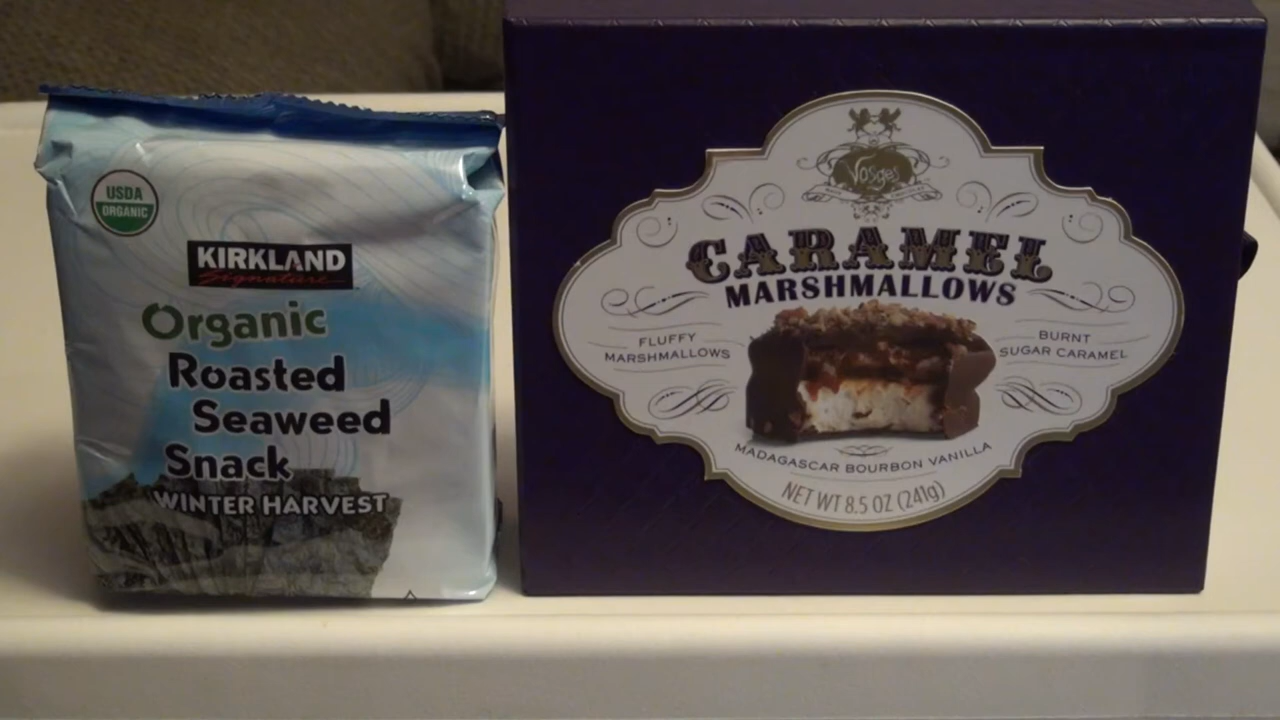 USDA
ORGANIC
KIRKLAND
Signature
Organic
Roasted
Seaweed
Snack
WINTER HARVEST
Vosges
CARAMEL
MARSHMALLOWS
FLUFFY
MARSHMALLOWS
BURNT
SUGAR CARAMEL
MADAGASCAR BOURBON VANILLA
NET WT 8.5 OZ (241g)